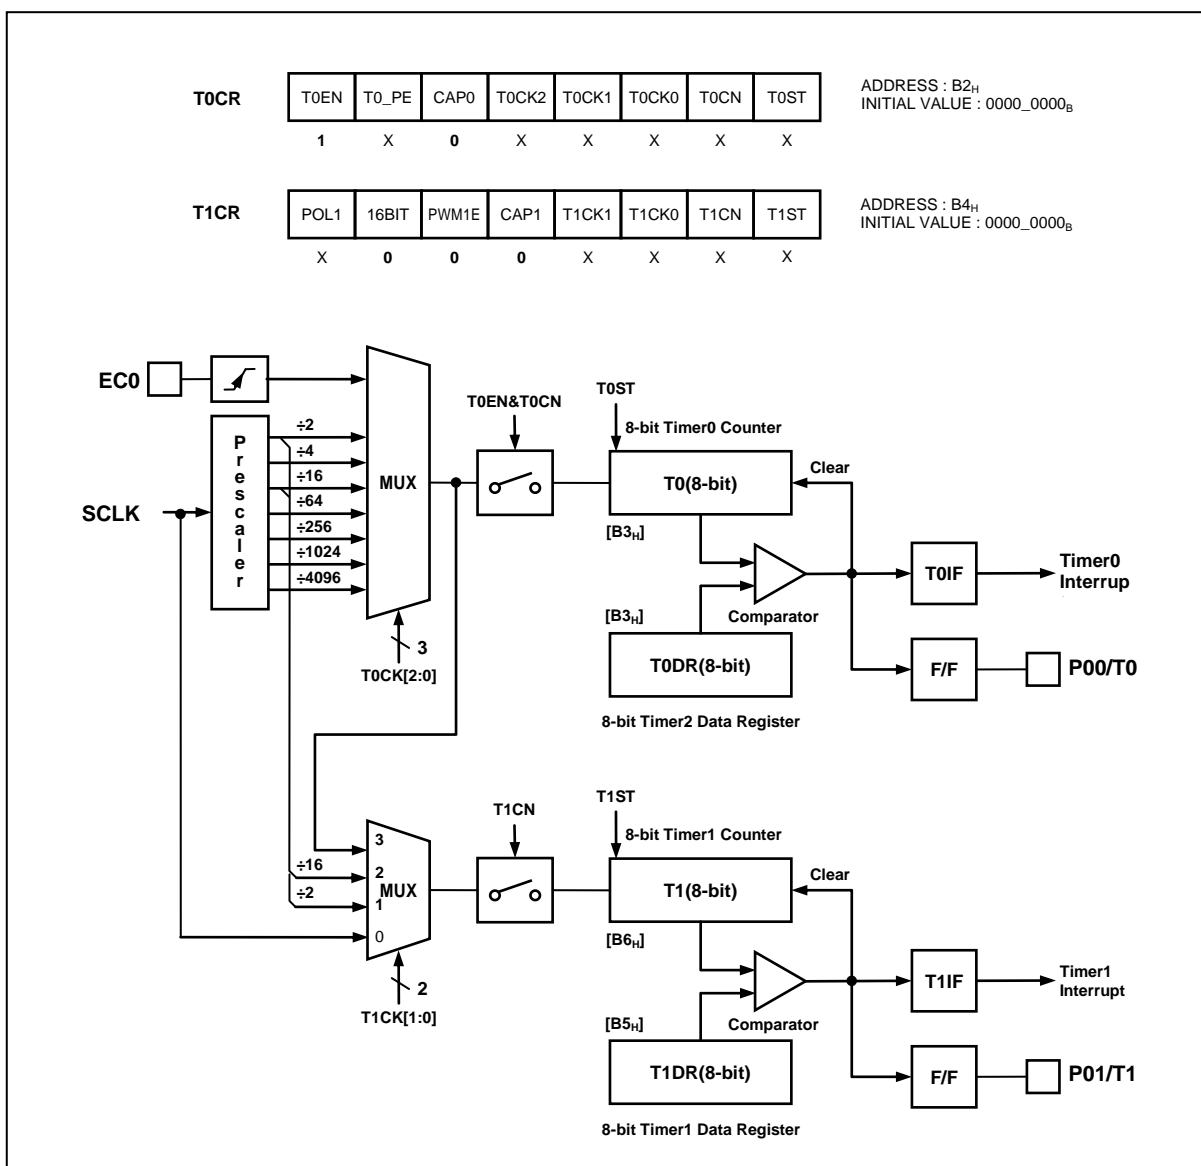 T0CR T0EN T0_PE CAP0 T0CK2 T0CK1 T0CK0 T0CN T0ST
ADDRESS : B2H
INITIAL VALUE : 0000_0000B
1 X 0 X X X X X
T1CR POL1 16BIT PWM1E CAP1 T1CK1 T1CK0 T1CN T1ST
ADDRESS : B4H
INITIAL VALUE : 0000_0000B
X 0 0 0 X X X X
EC0
SCLK
Prescaler
÷2
÷4
÷16
÷64
÷256
÷1024
÷4096
MUX
3
T0CK[2:0]
T0EN&T0CN
T0ST
8-bit Timer0 Counter
T0(8-bit)
Clear
[B3H]
Comparator
[B3H]
T0DR(8-bit)
8-bit Timer2 Data Register
T0IF
Timer0
Interrup
F/F
P00/T0
÷16
÷2
3
2
1
0
MUX
2
T1CK[1:0]
T1CN
T1ST
8-bit Timer1 Counter
T1(8-bit)
Clear
[B6H]
Comparator
[B5H]
T1DR(8-bit)
8-bit Timer1 Data Register
T1IF
Timer1
Interrupt
F/F
P01/T1